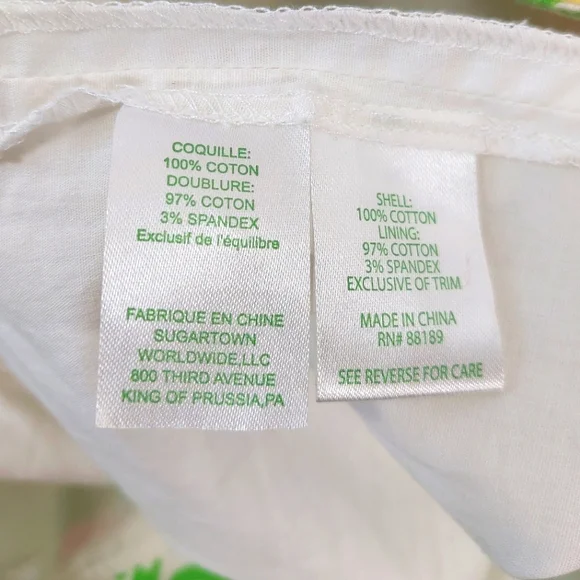 COQUILLE:
100% COTON
DOUBLURE:
97% COTON
3% SPANDEX
Exclusif de l'équilibre
FABRIQUE EN CHINE
SUGARTOWN
WORLDWIDE,LLC
800 THIRD AVENUE
KING OF PRUSSIA,PA
SHELL:
100% COTTON
LINING:
97% COTTON
3% SPANDEX
EXCLUSIVE OF TRIM
MADE IN CHINA
RN# 88189
SEE REVERSE FOR CARE